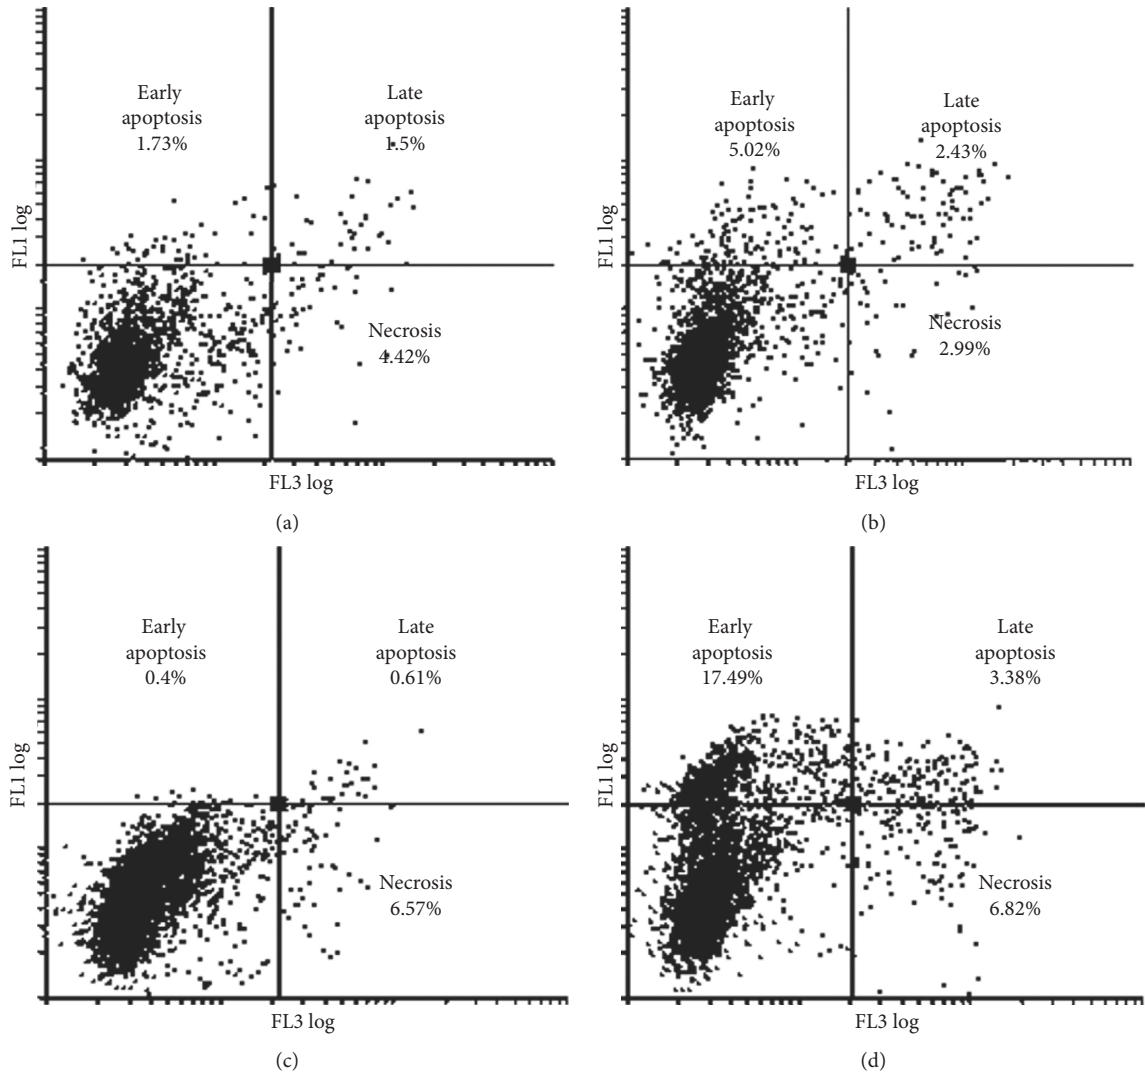 Early
apoptosis
1.73%
Late
apoptosis
1.5%
FL1 log
Necrosis
4.42%
FL3 log
(a)
Early
apoptosis
5.02%
Late
apoptosis
2.43%
FL1 log
Necrosis
2.99%
FL3 log
(b)
Early
apoptosis
0.4%
Late
apoptosis
0.61%
FL1 log
Necrosis
6.57%
FL3 log
(c)
Early
apoptosis
17.49%
Late
apoptosis
3.38%
FL1 log
Necrosis
6.82%
FL3 log
(d)